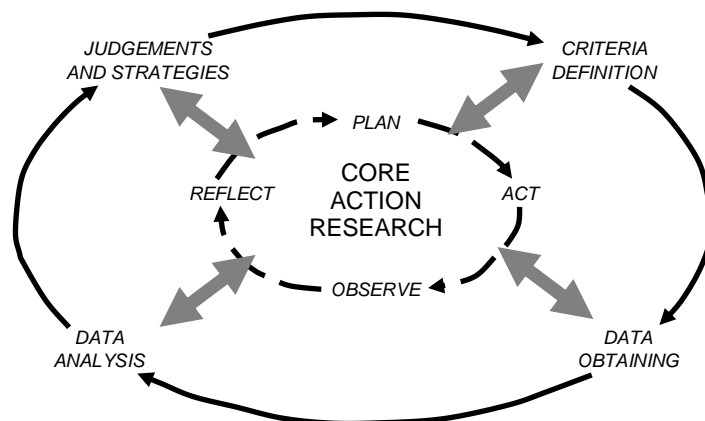 JUDGEMENTS
AND STRATEGIES
CRITERIA
DEFINITION
PLAN
REFLECT
CORE
ACTION
RESEARCH
ACT
OBSERVE
DATA
ANALYSIS
DATA
OBTAINING